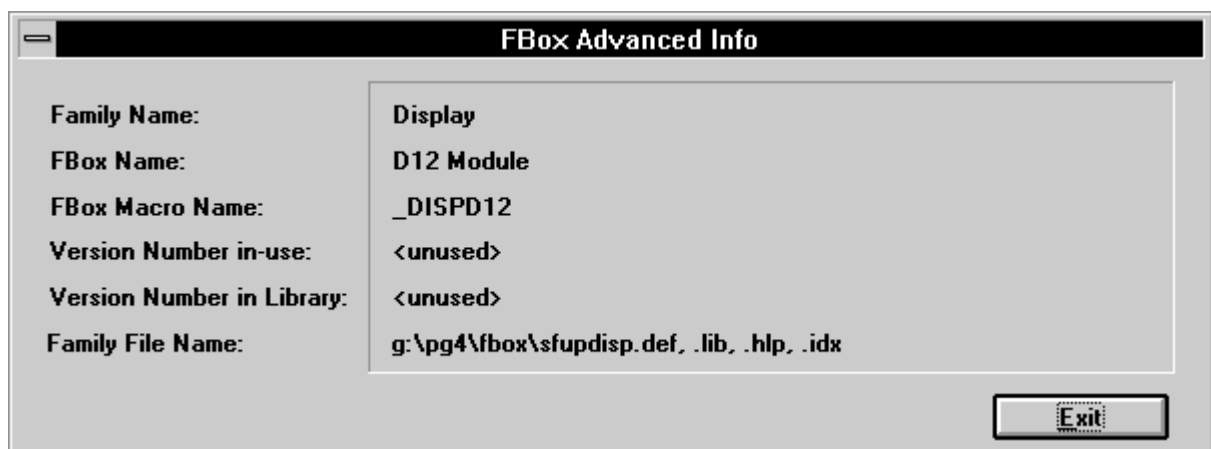 FBox Advanced Info
Family Name: Display
FBox Name: D12 Module
FBox Macro Name: _DISPD12
Version Number in-use: <unused>
Version Number in Library: <unused>
Family File Name: g:\pg4\fbox\sfupdisp.def, .lib, .hlp, .idx
Exit